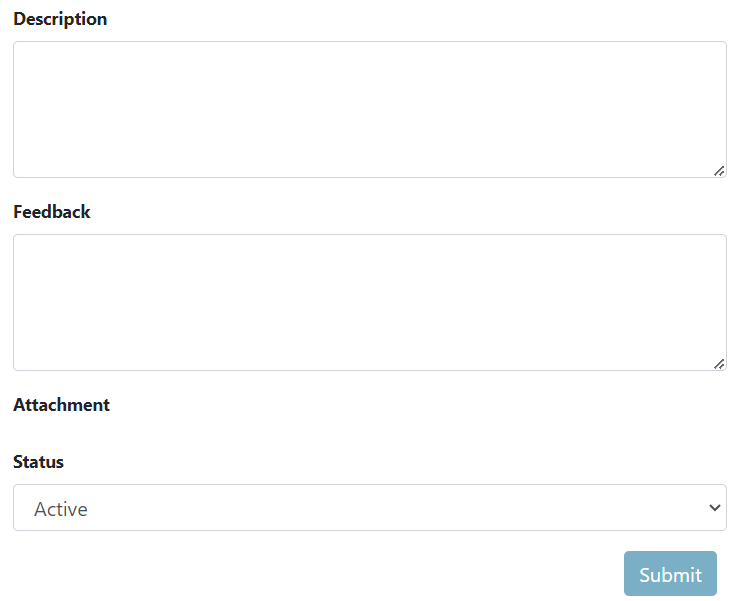 Description
Feedback
Attachment
Status
Active
Submit